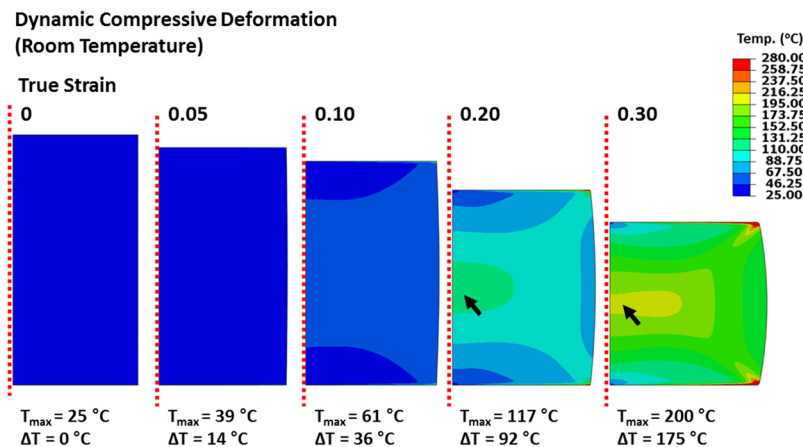 Dynamic Compressive Deformation
(Room Temperature)
True Strain
0
0.05
0.10
0.20
0.30
Temp. (°C)
280.00
258.75
237.50
216.25
195.00
173.75
152.50
131.25
110.00
88.75
67.50
46.25
25.00
Tmax = 25 °C
ΔT = 0 °C
Tmax = 39 °C
ΔT = 14 °C
Tmax = 61 °C
ΔT = 36 °C
Tmax = 117 °C
ΔT = 92 °C
Tmax = 200 °C
ΔT = 175 °C